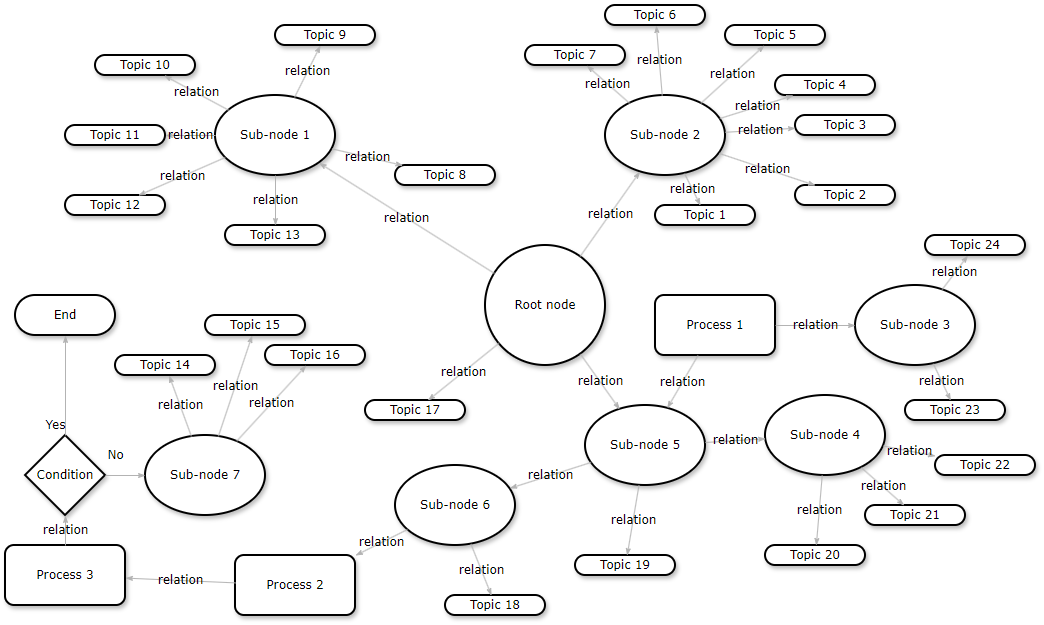 Topic 6
Topic 9
Topic 5
Topic 7
relation
Topic 10
relation
relation
Topic 4
relation
relation
relation
Topic 11
relation
Sub-node 1
Sub-node 2
relation
Topic 3
relation
relation
relation
Topic 8
relation
Topic 2
Topic 12
relation
Topic 1
Topic 13
relation
relation
Topic 24
relation
End
Root node
Topic 15
Process 1
relation
Sub-node 3
Topic 16
Topic 14
relation
relation
relation
relation
relation
relation
relation
relation
Topic 17
Topic 23
Yes
Sub-node 4
No
Sub-node 5
relation
relation
Condition
Sub-node 7
relation
Topic 22
relation
Sub-node 6
relation
Topic 21
relation
relation
relation
Topic 20
Topic 19
relation
Process 3
relation
Process 2
Topic 18